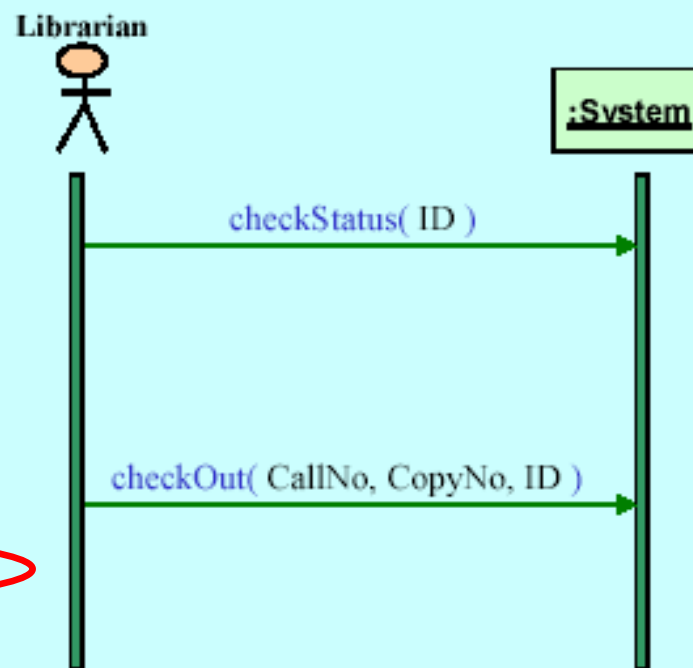 Librarian
:System
checkStatus( ID )
checkOut( CallNo, CopyNo, ID )